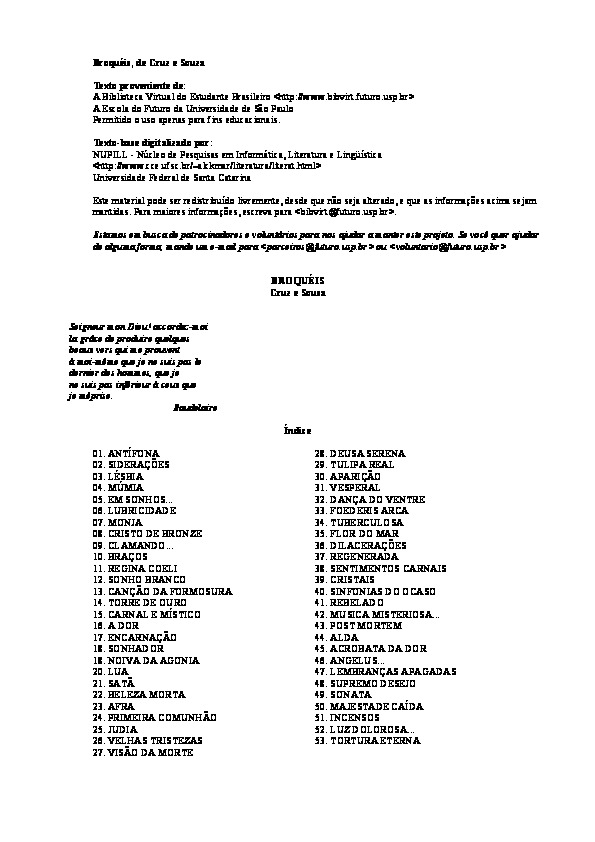 Broquéis, de Cruz e Souza
Texto proveniente de:
A Biblioteca Virtual do Estudante Brasileiro <http://www.bibvirt.futuro.usp.br>
A Escola do Futuro da Universidade de São Paulo
Permitido o uso apenas para fins educacionais.
Texto-base digitalizado por:
NUPILL - Núcleo de Pesquisas em Informática, Literatura e Lingüística
<http://www.cce.ufsc.br/~alckmar/literatura/literat.html>
Universidade Federal de Santa Catarina
Este material pode ser redistribuído livremente, desde que não seja alterado, e que as informações acima sejam
mantidas. Para maiores informações, escreva para <bibvirt@futuro.usp.br>.
Estamos em busca de patrocinadores e voluntários para nos ajudar a manter este projeto. Se você quer ajudar
de alguma forma, mande um e-mail para <parceiros@futuro.usp.br> ou <voluntario@futuro.usp.br>
BROQUÉIS
Cruz e Souza
Seigneur mon Dieu! accordez-moi
la grâce de produire quelques
beaux vers qui me prouvent
à moi-même que je ne suis pas le
dernier des hommes, que je
ne suis pas inférieur à ceux que
je méprise.
Baudelaire
Índice
01. ANTÍFONA
02. SIDERAÇÕES
03. LÉSBIA
04. MÚMIA
05. EM SONHOS...
06. LUBRICIDADE
07. MONJA
08. CRISTO DE BRONZE
09. CLAMANDO...
10. BRAÇOS
11. REGINA COELI
12. SONHO BRANCO
13. CANÇÃO DA FORMOSURA
14. TORRE DE OURO
15. CARNAL E MÍSTICO
16. A DOR
17. ENCARNAÇÃO
18. SONHADOR
18. NOIVA DA AGONIA
20. LUA
21. SATÃ
22. BELEZA MORTA
23. AFRA
24. PRIMEIRA COMUNHÃO
25. JUDIA
26. VELHAS TRISTEZAS
27. VISÃO DA MORTE
28. DEUSA SERENA
29. TULIPA REAL
30. APARIÇÃO
31. VESPERAL
32. DANÇA DO VENTRE
33. FOEDERIS ARCA
34. TUBERCULOSA
35. FLOR DO MAR
36. DILACERAÇÕES
37. REGENERADA
38. SENTIMENTOS CARNAIS
39. CRISTAIS
40. SINFONIAS DO OCASO
41. REBELADO
42. MUSICA MISTERIOSA...
43. POST MORTEM
44. ALDA
45. ACROBATA DA DOR
46. ANGELUS...
47. LEMBRANÇAS APAGADAS
48. SUPREMO DESEJO
49. SONATA
50. MAJESTADE CAÍDA
51. INCENSOS
52. LUZ DOLOROSA...
53. TORTURA ETERNA